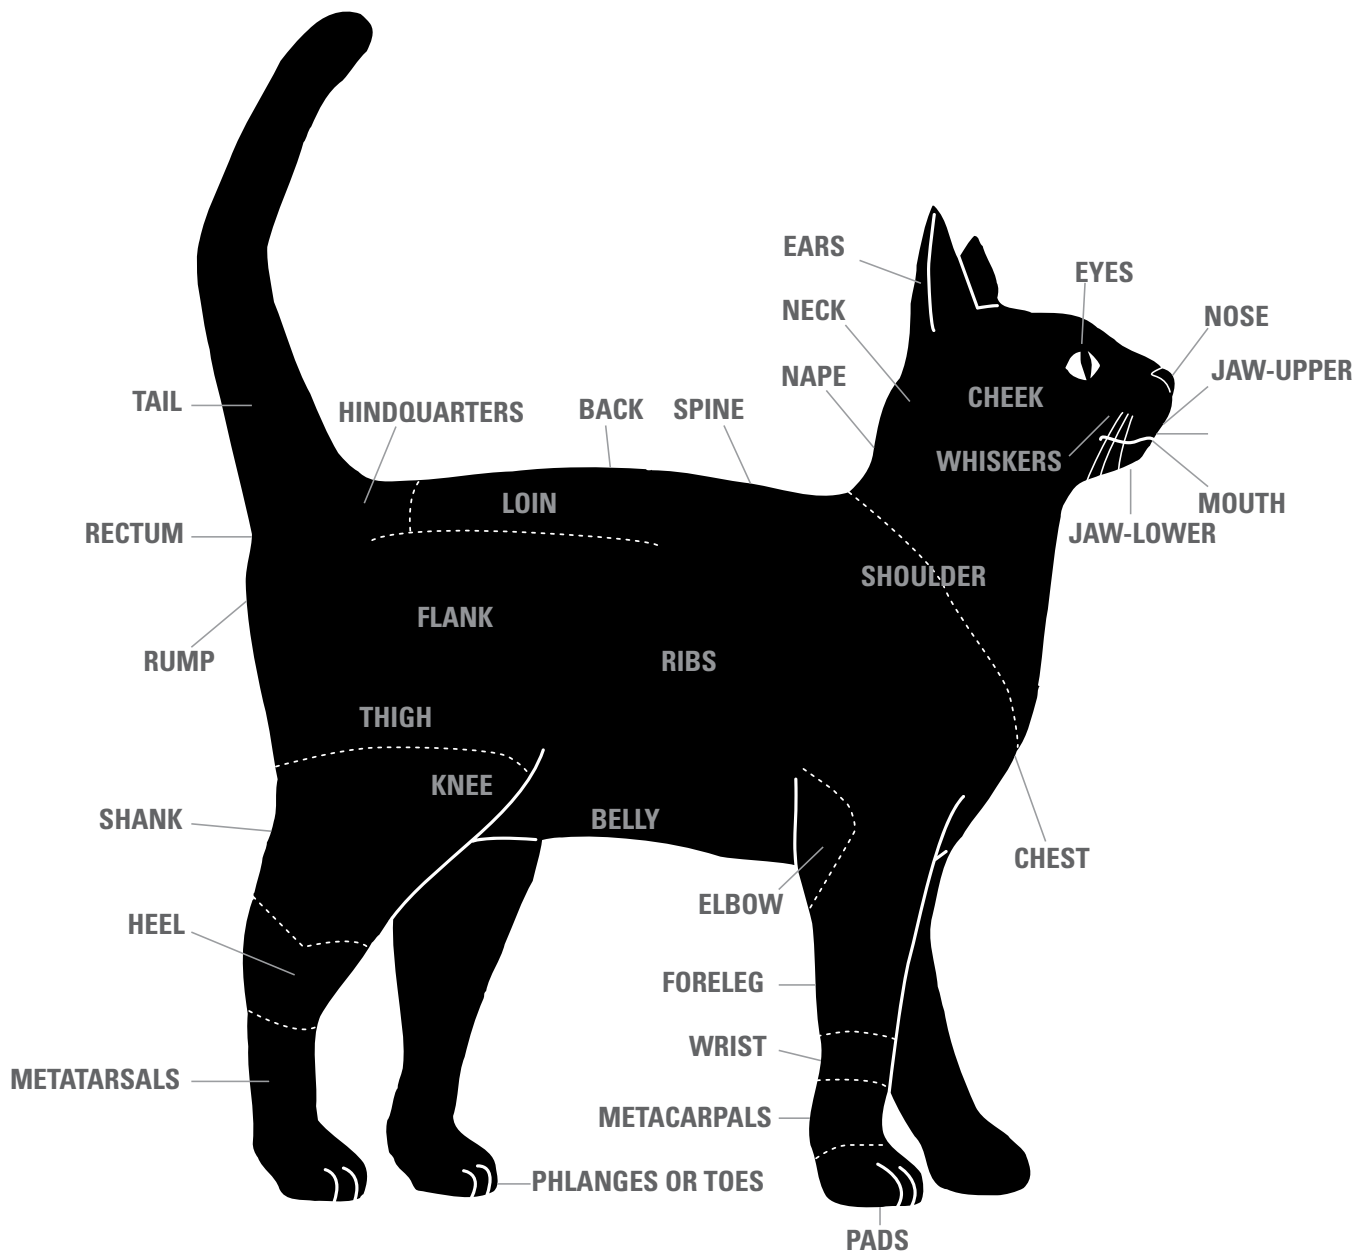 EARS
EYES
NECK
NOSE
NAPE
JAW-UPPER
CHEEK
TAIL
HINDQUARTERS
BACK
SPINE
WHISKERS
LOIN
MOUTH
RECTUM
JAW-LOWER
SHOULDER
FLANK
RUMP
RIBS
THIGH
KNEE
SHANK
BELLY
CHEST
ELBOW
HEEL
FORELEG
WRIST
METATARSALS
METACARPALS
PHLANGES OR TOES
PADS